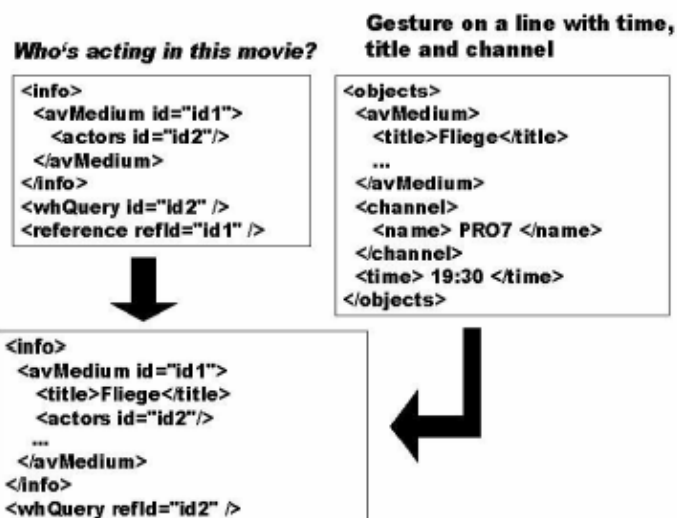 Who's acting in this movie?
<info>
<avMedium id="id1">
<actors id="id2"/>
</avMedium>
</info>
<whQuery id="id2" />
<reference refId="id1" />
Gesture on a line with time,
title and channel
<objects>
<avMedium>
<title>Fliege</title>
...
</avMedium>
<channel>
<name> PRO7 </name>
</channel>
<time> 19:30 </time>
</objects>
<info>
<avMedium id="id1">
<title>Fliege</title>
<actors id="id2"/>
...
</avMedium>
</info>
<whQuery refId="id2" />